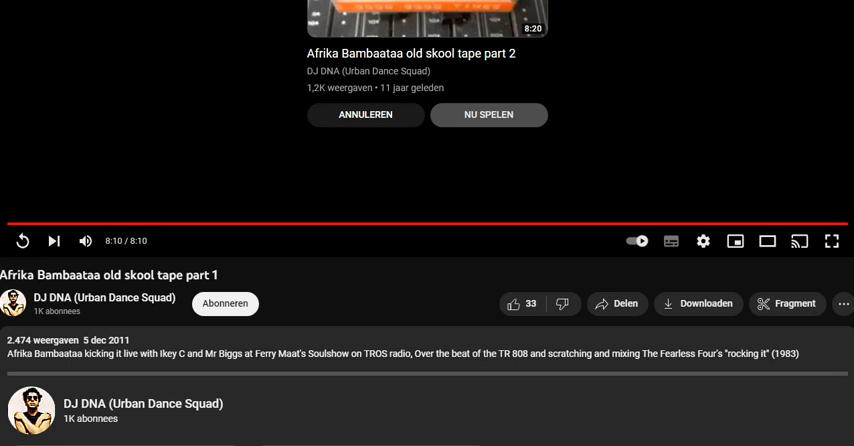 8:20
Afrika Bambaataa old skool tape part 2
DJ DNA (Urban Dance Squad)
1,2K weergaven • 11 jaar geleden
ANNULEREN NU SPELEN
8:10 / 8:10
Afrika Bambaataa old skool tape part 1
DJ DNA (Urban Dance Squad)
1K abonnees
Abonneren
33
Delen
Downloaden
Fragment
2.474 weergaven 5 dec 2011
Afrika Bambaataa kicking it live with Ikey C and Mr Biggs at Ferry Maat's Soulshow on TROS radio, Over the beat of the TR 808 and scratching and mixing The Fearless Four's "rocking it" (1983)
DJ DNA (Urban Dance Squad)
1K abonnees